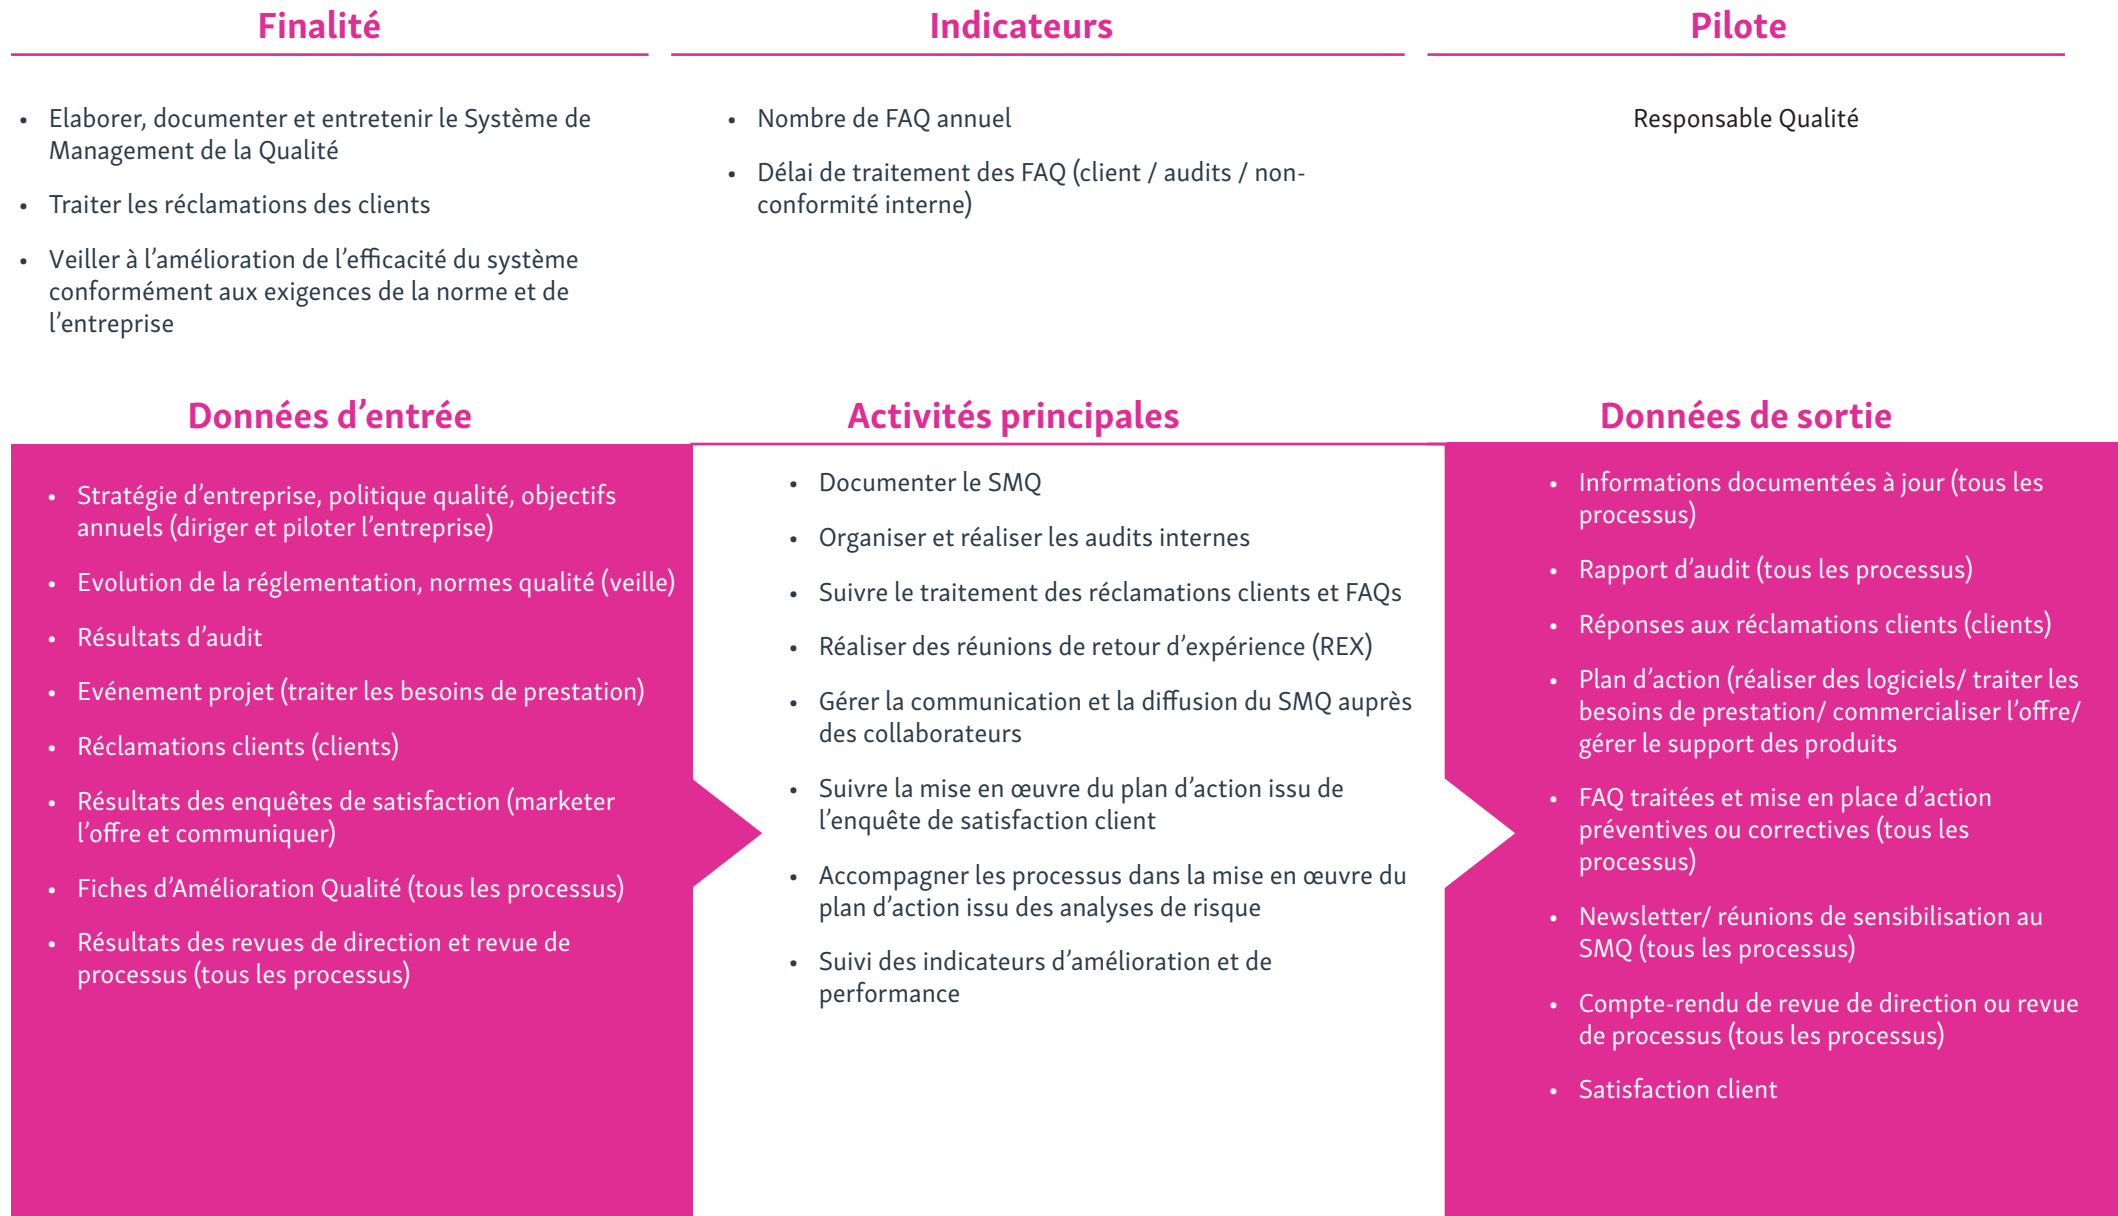 Finalité
• Elaborer, documenter et entretenir le Système de
Management de la Qualité
• Traiter les réclamations des clients
• Veiller à l’amélioration de l’efficacité du système
conformément aux exigences de la norme et de
l’entreprise
Indicateurs
• Nombre de FAQ annuel
• Délai de traitement des FAQ (client / audits / non-
conformité interne)
Pilote
Responsable Qualité
Données d’entrée
• Stratégie d’entreprise, politique qualité, objectifs
annuels (diriger et piloter l’entreprise)
• Evolution de la réglementation, normes qualité (veille)
• Résultats d’audit
• Evénement projet (traiter les besoins de prestation)
• Réclamations clients (clients)
• Résultats des enquêtes de satisfaction (marketer
l’offre et communiquer)
• Fiches d’Amélioration Qualité (tous les processus)
• Résultats des revues de direction et revue de
processus (tous les processus)
Activités principales
• Documenter le SMQ
• Organiser et réaliser les audits internes
• Suivre le traitement des réclamations clients et FAQs
• Réaliser des réunions de retour d’expérience (REX)
• Gérer la communication et la diffusion du SMQ auprès
des collaborateurs
• Suivre la mise en œuvre du plan d’action issu de
l’enquête de satisfaction client
• Accompagner les processus dans la mise en œuvre du
plan d’action issu des analyses de risque
• Suivi des indicateurs d’amélioration et de
performance
Données de sortie
• Informations documentées à jour (tous les
processus)
• Rapport d’audit (tous les processus)
• Réponses aux réclamations clients (clients)
• Plan d’action (réaliser des logiciels/ traiter les
besoins de prestation/ commercialiser l’offre/
gérer le support des produits
• FAQ traitées et mise en place d’action
préventives ou correctives (tous les
processus)
• Newsletter/ réunions de sensibilisation au
SMQ (tous les processus)
• Compte-rendu de revue de direction ou revue
de processus (tous les processus)
• Satisfaction client